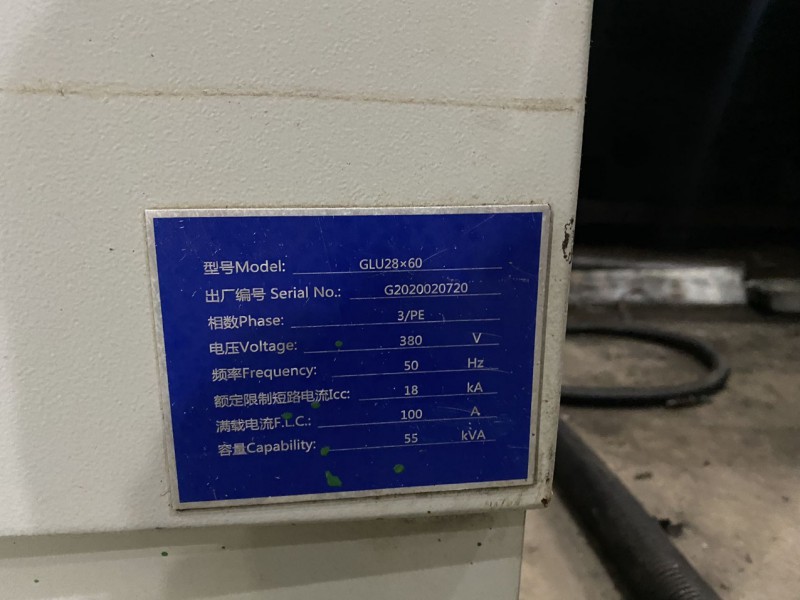 型号Model: GLU28×60
出厂编号 Serial No.: G2020020720
相数Phase: 3/PE
电压Voltage: 380 V
频率Frequency: 50 Hz
额定限制短路电流Icc: 18 kA
满载电流F.L.C.: 100 A
容量Capability: 55 kVA